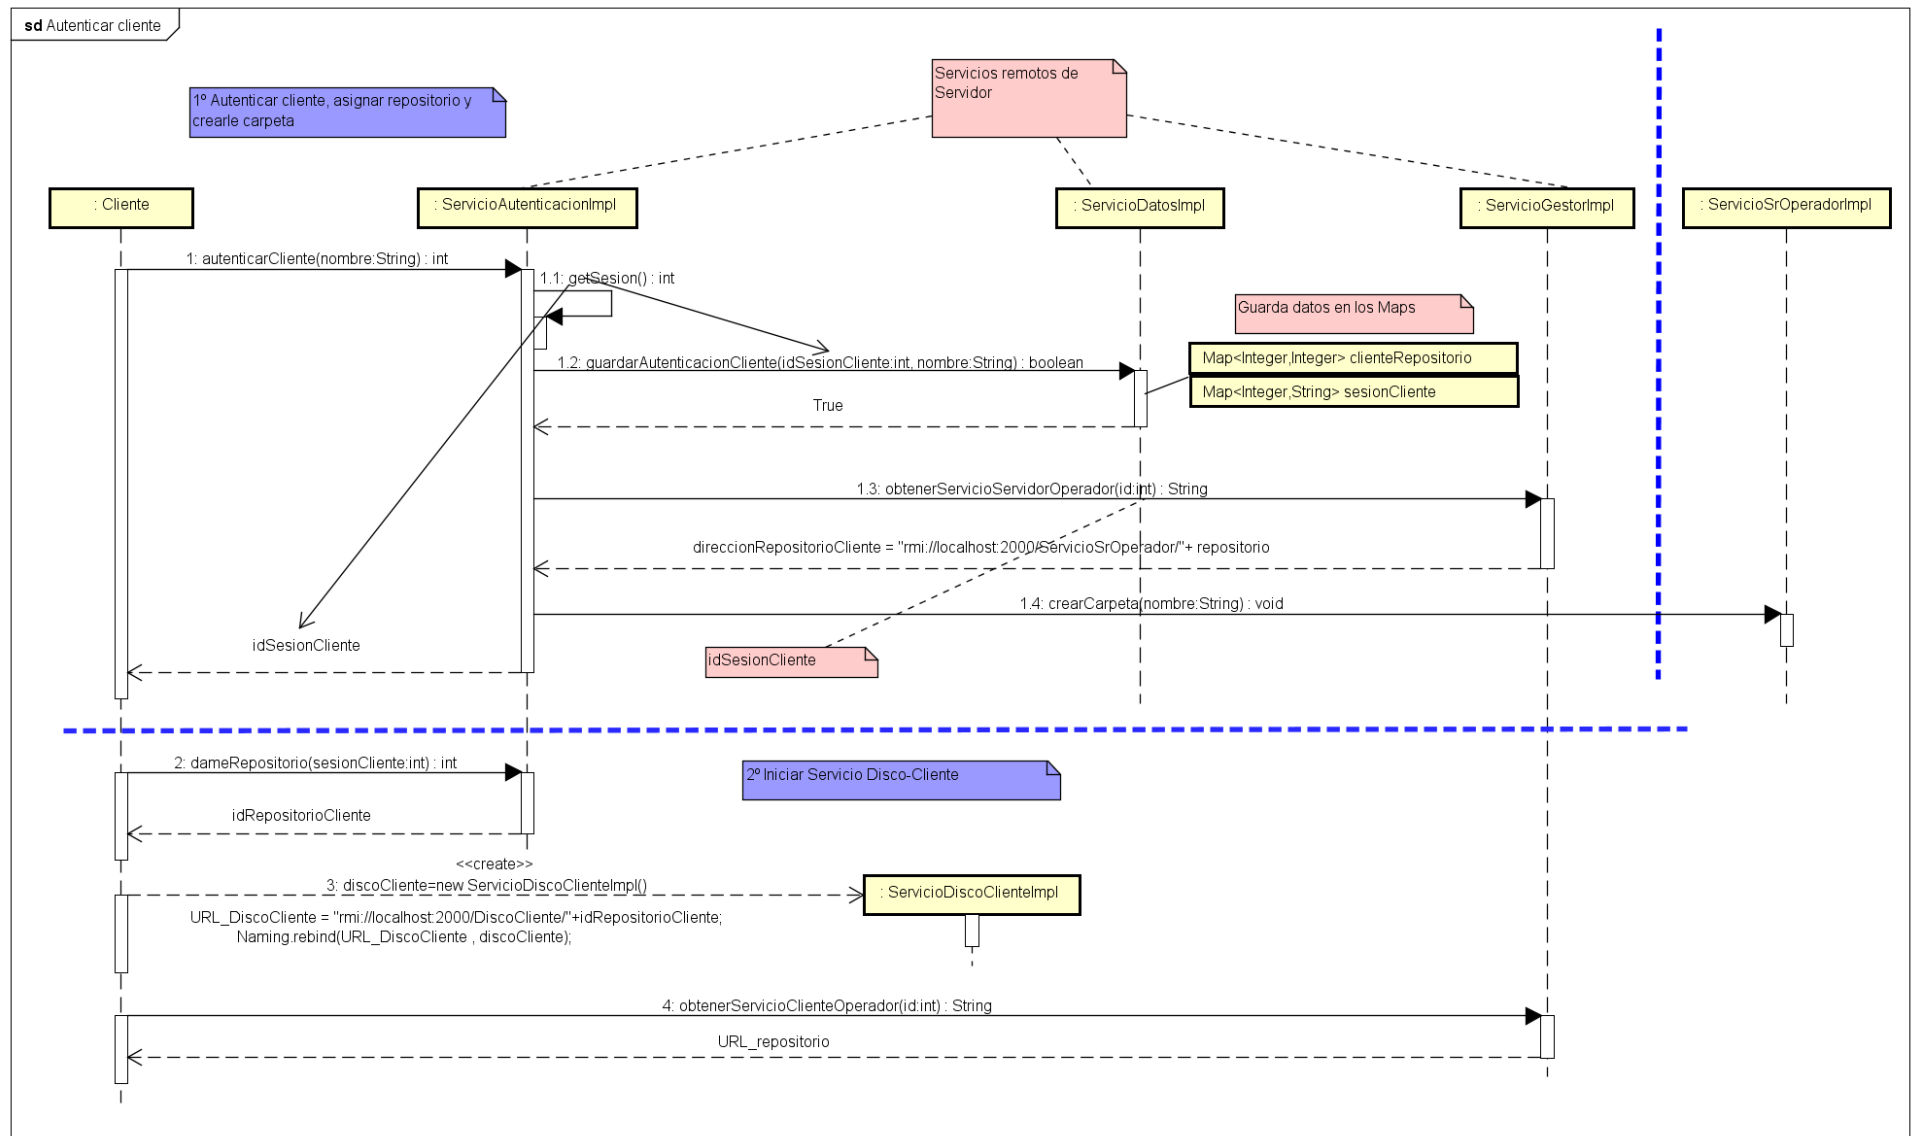 sd Autenticar cliente
Servicios remotos de
Servidor
1º Autenticar cliente, asignar repositorio y
crearle carpeta
: Cliente
: ServicioAutenticacionImpl
: ServicioDatosImpl
: ServicioGestorImpl
: ServicioSrOperadorImpl
1: autenticarCliente(nombre:String) : int
1.1: getSesion() : int
Guarda datos en los Maps
Map<Integer,Integer> clienteRepositorio
1.2: guardarAutenticacionCliente(idSesionCliente:int, nombre:String) : boolean
Map<Integer,String> sesionCliente
True
1.3: obtenerServicioServidorOperador(id:int) : String
direccionRepositorioCliente = "rmi://localhost:2000/ServicioSrOperador/"+ repositorio
1.4: crearCarpeta(nombre:String) : void
idSesionCliente
idSesionCliente
2: dameRepositorio(sesionCliente:int) : int
2º Iniciar Servicio Disco-Cliente
idRepositorioCliente
<<create>>
3: discoCliente=new ServicioDiscoClienteImpl()
: ServicioDiscoClienteImpl
URL_DiscoCliente = "rmi://localhost:2000/DiscoCliente/"+idRepositorioCliente;
Naming.rebind(URL_DiscoCliente , discoCliente);
4: obtenerServicioClienteOperador(id:int) : String
URL_repositorio